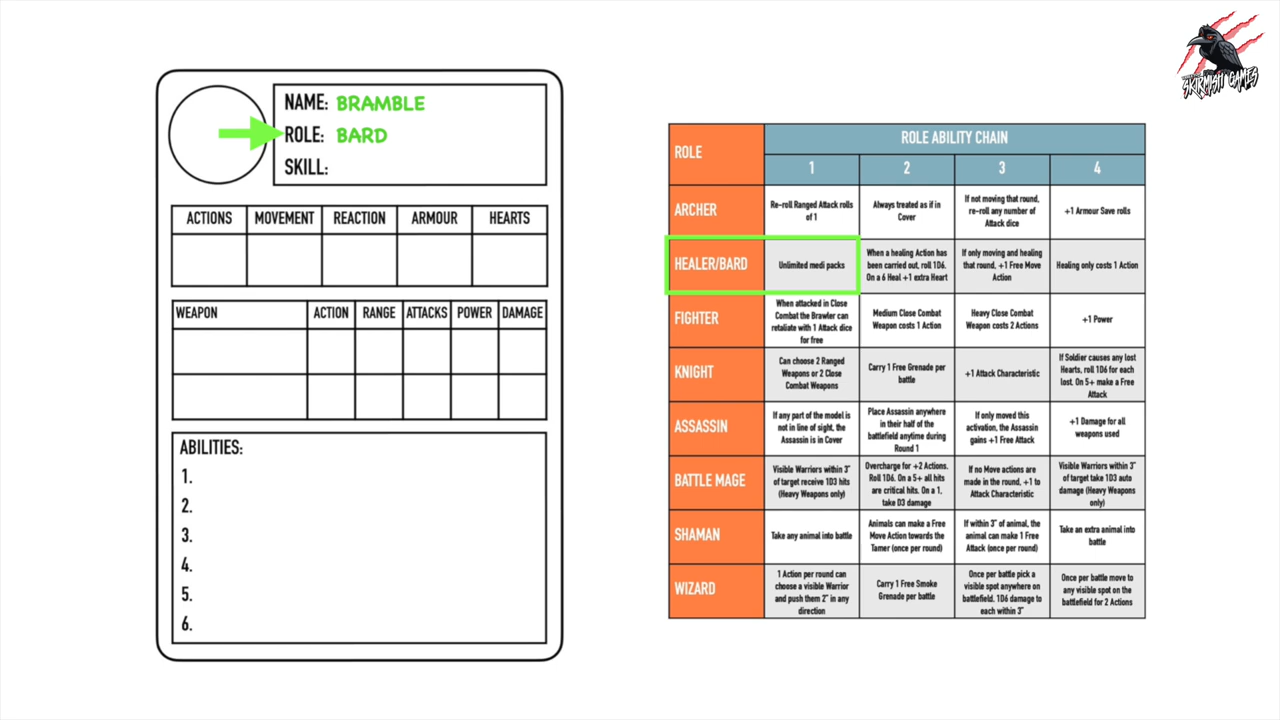 SKIRMISH GAMES
NAME: BRAMBLE
ROLE: BARD
SKILL:
ACTIONS MOVEMENT REACTION ARMOUR HEARTS
WEAPON ACTION RANGE ATTACKS POWER DAMAGE
ABILITIES:
1.
2.
3.
4.
5.
6.
ROLE
ROLE ABILITY CHAIN
1 2 3 4
ARCHER
Re-roll Ranged Attack rolls
of 1
Always treated as if in
Cover
If not moving that round,
re-roll any number of
Attack dice
+1 Armour Save rolls
HEALER/BARD
Unlimited medi packs
When a healing Action has
been carried out, roll 1D6.
On a 6 Heal +1 extra Heart
If only moving and healing
that round, +1 Free Move
Action
Healing only costs 1 Action
FIGHTER
When attacked in Close
Combat the Brawler can
retaliate with 1 Attack dice
for free
Medium Close Combat
Weapon costs 1 Action
Heavy Close Combat
Weapon costs 2 Actions
+1 Power
KNIGHT
Can choose 2 Ranged
Weapons or 2 Close
Combat Weapons
Carry 1 Free Grenade per
battle
+1 Attack Characteristic
If Soldier causes any lost
Hearts, roll 1D6 for each
lost. On 5+ make a Free
Attack
ASSASSIN
If any part of the model is
not in line of sight, the
Assassin is in Cover
Place Assassin anywhere
in their half of the
battlefield anytime during
Round 1
If only moved this
activation, the Assassin
gains +1 Free Attack
+1 Damage for all
weapons used
BATTLE MAGE
Visible Warriors within 3"
of target receive 1D3 hits
(Heavy Weapons only)
Overcharge for +2 Actions.
Roll 1D6. On a 5+ all hits
are critical hits. On a 1,
take D3 damage
If no Move actions are
made in the round, +1 to
Attack Characteristic
Visible Warriors within 3"
of target take 1D3 auto
damage (Heavy Weapons
only)
SHAMAN
Take any animal into battle
Animals can make a Free
Move Action towards the
Tamer (once per round)
If within 3" of animal, the
animal can make 1 Free
Attack (once per round)
Take an extra animal into
battle
WIZARD
1 Action per round can
choose a visible Warrior
and push them 2" in any
direction
Carry 1 Free Smoke
Grenade per battle
Once per battle pick a
visible spot anywhere on
battlefield. 1D6 damage to
each within 3"
Once per battle move to
any visible spot on the
battlefield for 2 Actions